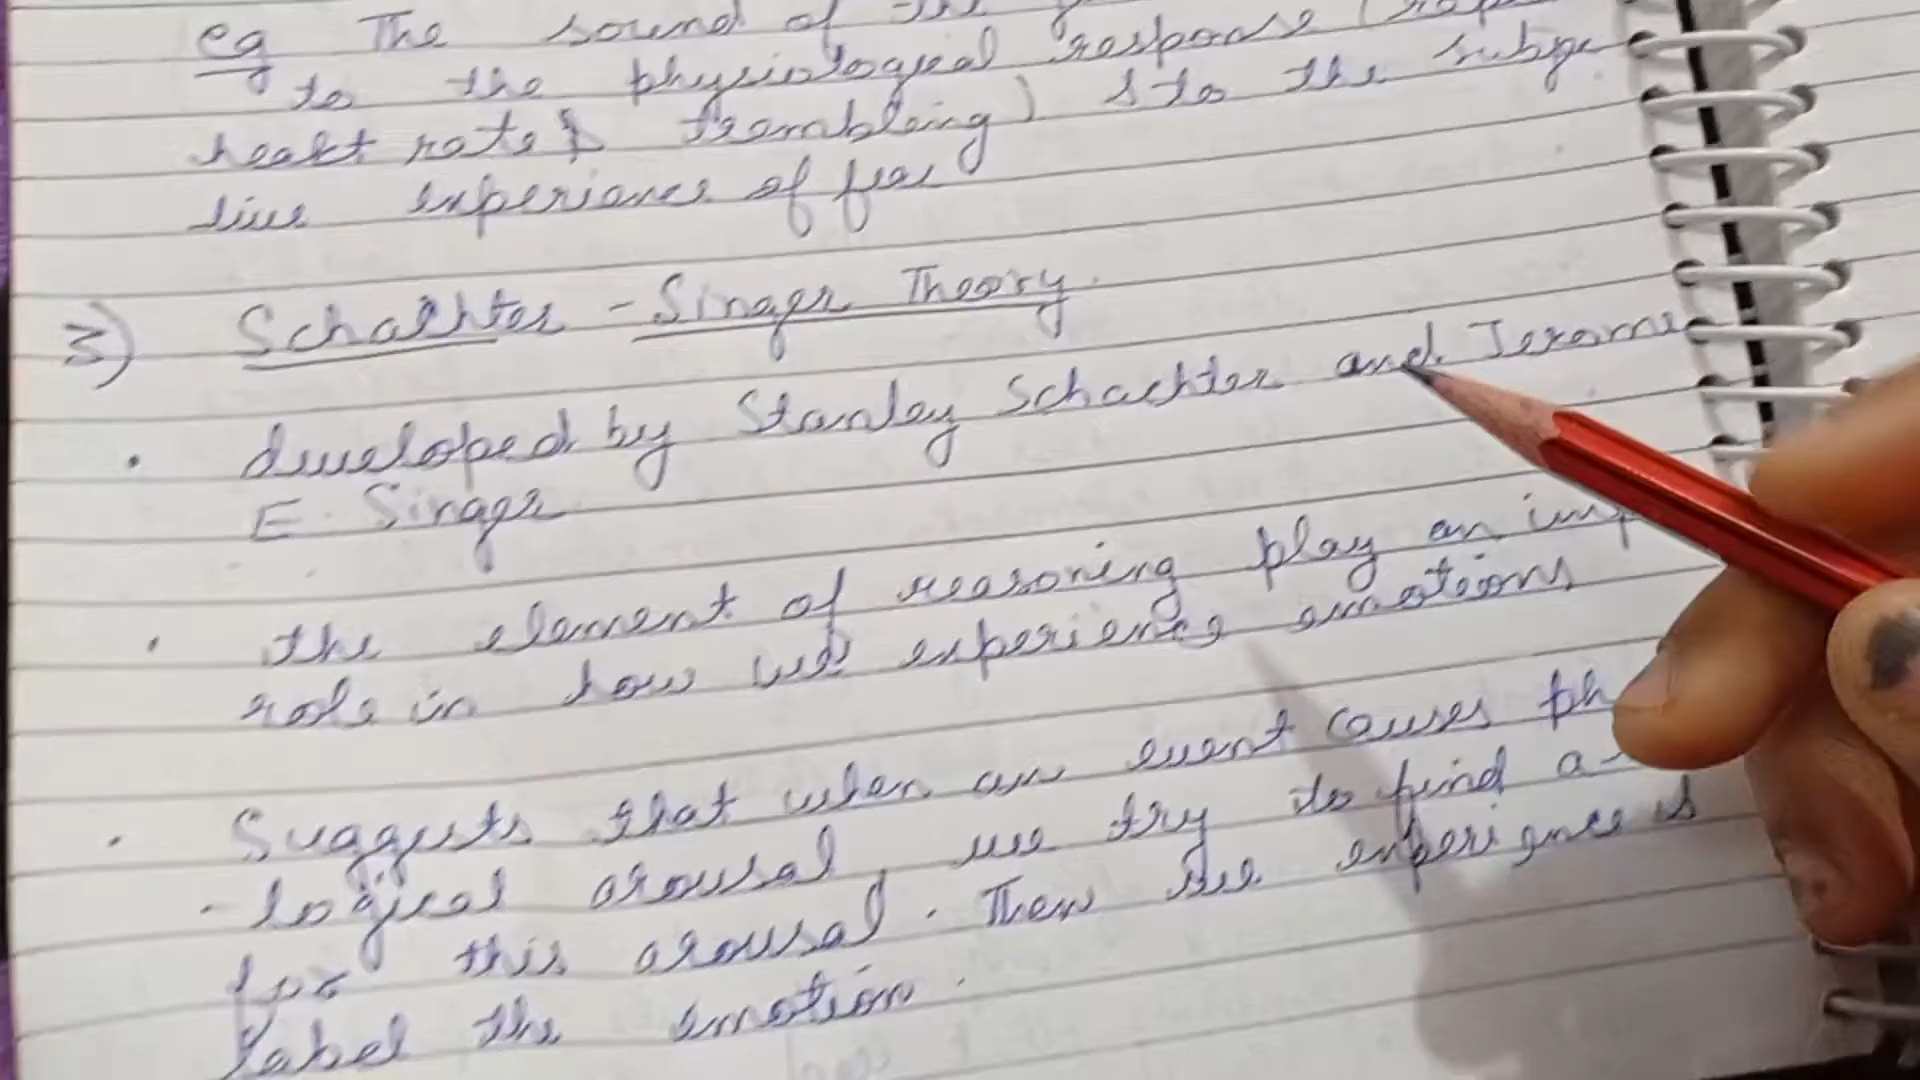 eg The sound of the
to the physiological response (
heart rate & trembling) & to the subje
tive experience of fear
3) Schachter - Singer Theory.
• developed by Stanley Schachter and Jerome
E. Singer
• the element of reasoning play an imp
role in how we experience emotions
• Suggests that when an event causes ph
-logical arousal, we try to find a
for this arousal. Then we experience &
label the emotion.